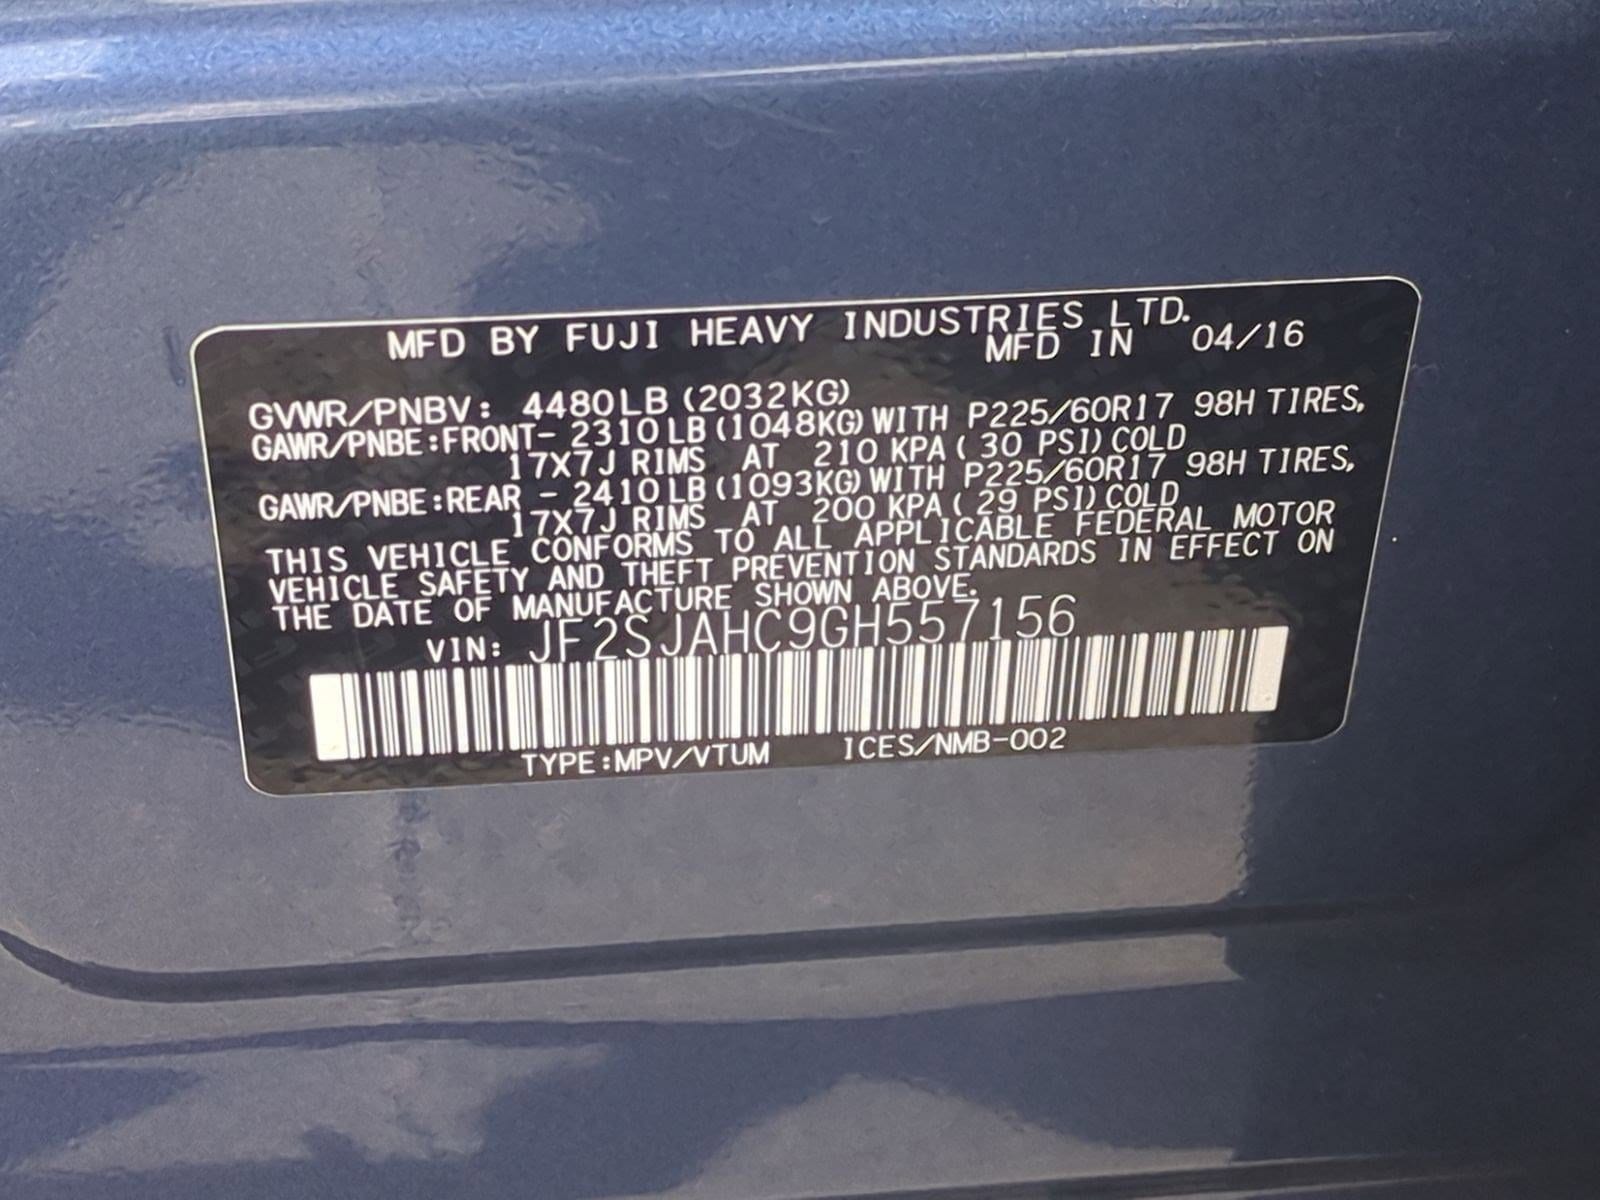 MFD BY FUJI HEAVY INDUSTRIES LTD.
MFD IN 04/16
GVWR/PNBV: 4480LB (2032KG)
GAWR/PNBE:FRONT- 2310LB (1048KG) WITH P225/60R17 98H TIRES,
17X7J RIMS AT 210 KPA ( 30 PSI) COLD
GAWR/PNBE:REAR - 2410LB (1093KG) WITH P225/60R17 98H TIRES,
17X7J RIMS AT 200 KPA ( 29 PSI) COLD
THIS VEHICLE CONFORMS TO ALL APPLICABLE FEDERAL MOTOR
VEHICLE SAFETY AND THEFT PREVENTION STANDARDS IN EFFECT ON
THE DATE OF MANUFACTURE SHOWN ABOVE.
VIN: JF2SJAHC9GH557156
TYPE:MPV/VTUM ICES/NMB-002